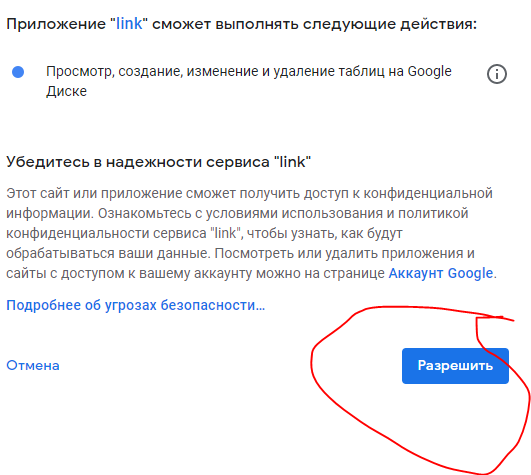 Приложение "link" сможет выполнять следующие действия:
Просмотр, создание, изменение и удаление таблиц на Google
Диске
Убедитесь в надежности сервиса "link"
Этот сайт или приложение сможет получить доступ к конфиденциальной
информации. Ознакомьтесь с условиями использования и политикой
конфиденциальности сервиса "link", чтобы узнать, как будут
обрабатываться ваши данные. Посмотреть или удалить приложения и
сайты с доступом к вашему аккаунту можно на странице Аккаунт Google.
Подробнее об угрозах безопасности...
Отмена
Разрешить